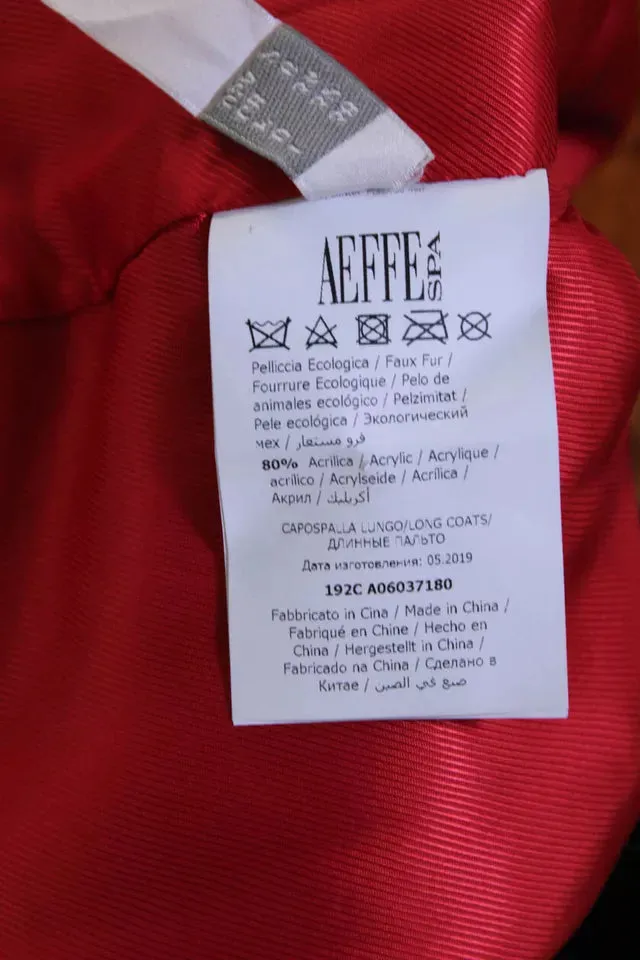 AEFFE SPA
Pelliccia Ecologica / Faux Fur /
Fourrure Ecologique / Pelo de
animales ecológico / Pelzimitat /
Pele ecológica / Экологический
мех / فرو مستعار
80% Acrilica / Acrylic / Acrylique /
acrílico / Acrylseide / Acrílica /
Акрил / أكريليك
CAPOSPALLA LUNGO/LONG COATS/
ДЛИННЫЕ ПАЛЬТО
Дата изготовления: 05.2019
192C A06037180
Fabbricato in Cina / Made in China /
Fabriqué en Chine / Hecho en
China / Hergestellt in China /
Fabricado na China / Сделано в
Китае / صنع في الصين